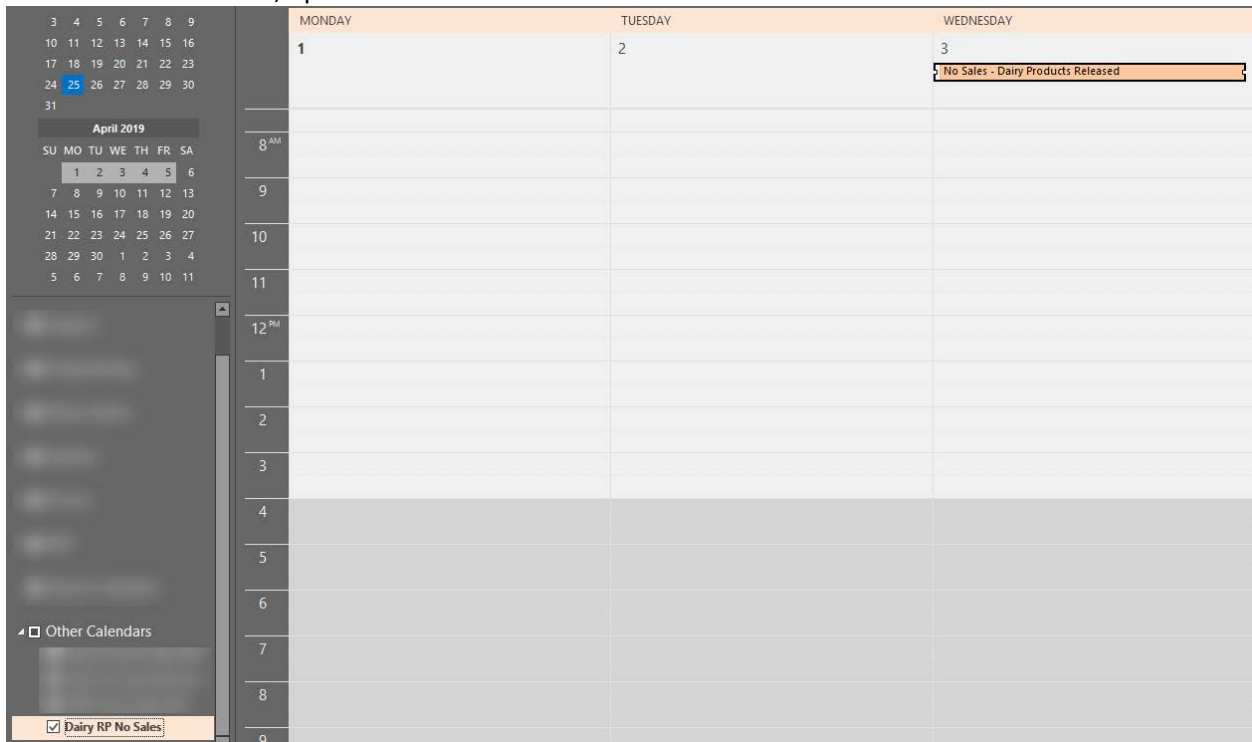 3 4 5 6 7 8 9
10 11 12 13 14 15 16
17 18 19 20 21 22 23
24 25 26 27 28 29 30
31
April 2019
SU MO TU WE TH FR SA
1 2 3 4 5 6
7 8 9 10 11 12 13
14 15 16 17 18 19 20
21 22 23 24 25 26 27
28 29 30 1 2 3 4
5 6 7 8 9 10 11
Other Calendars
Dairy RP No Sales
MONDAY TUESDAY WEDNESDAY
1 2 3
No Sales - Dairy Products Released
8 AM
9
10
11
12 PM
1
2
3
4
5
6
7
8
9